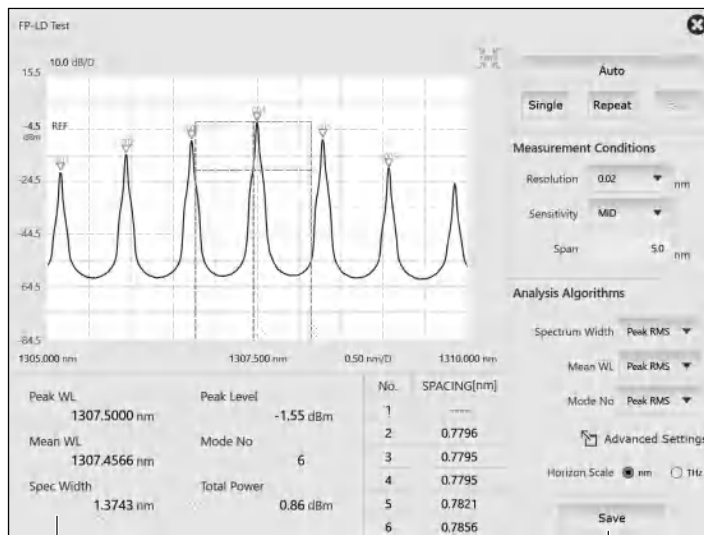 FP-LD Test
10.0 dB/D
15.5
-4.5
dBm
REF
-24.5
-44.5
-64.5
-84.5
1305.000 nm
1307.500 nm
0.50 nm/D
1310.000 nm
Peak WL
1307.5000 nm
Peak Level
-1.55 dBm
Mean WL
1307.4566 nm
Mode No
6
Spec Width
1.3743 nm
Total Power
0.86 dBm
No. SPACING[nm]
1 ----
2 0.7796
3 0.7795
4 0.7795
5 0.7821
6 0.7856
Auto
Single Repeat
Measurement Conditions
Resolution 0.02 nm
Sensitivity MID
Span 5.0 nm
Analysis Algorithms
Spectrum Width Peak RMS
Mean WL Peak RMS
Mode No Peak RMS
Advanced Settings
Horizon Scale nm THz
Save